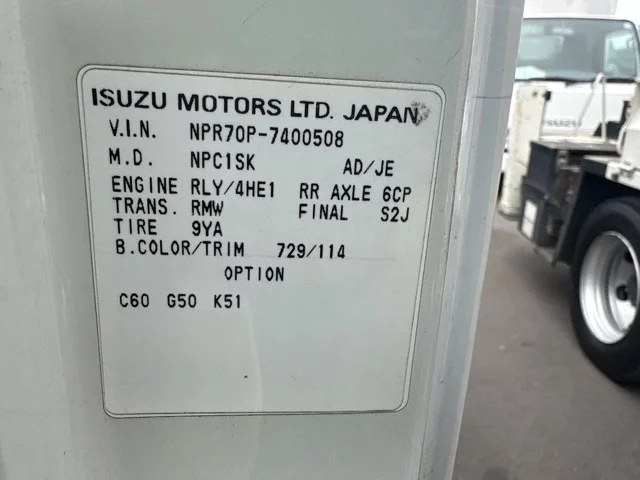 ISUZU MOTORS LTD. JAPAN
V.I.N. NPR70P-7400508
M.D. NPC1SK AD/JE
ENGINE RLY/4HE1 RR AXLE 6CP
TRANS. RMW FINAL S2J
TIRE 9YA
B.COLOR/TRIM 729/114
OPTION
C60 G50 K51
ISUZU